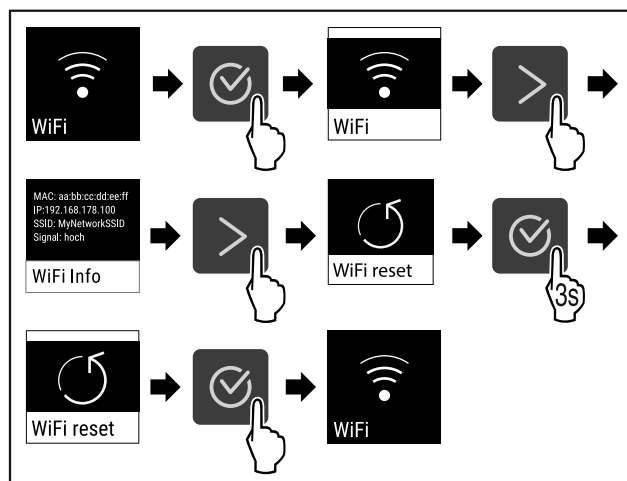 WiFi
WiFi
MAC: aa:bb:cc:dd:ee:ff
IP:192.168.178.100
SSID: MyNetworkSSID
Signal: hoch
WiFi Info
WiFi reset
3s
WiFi reset
WiFi